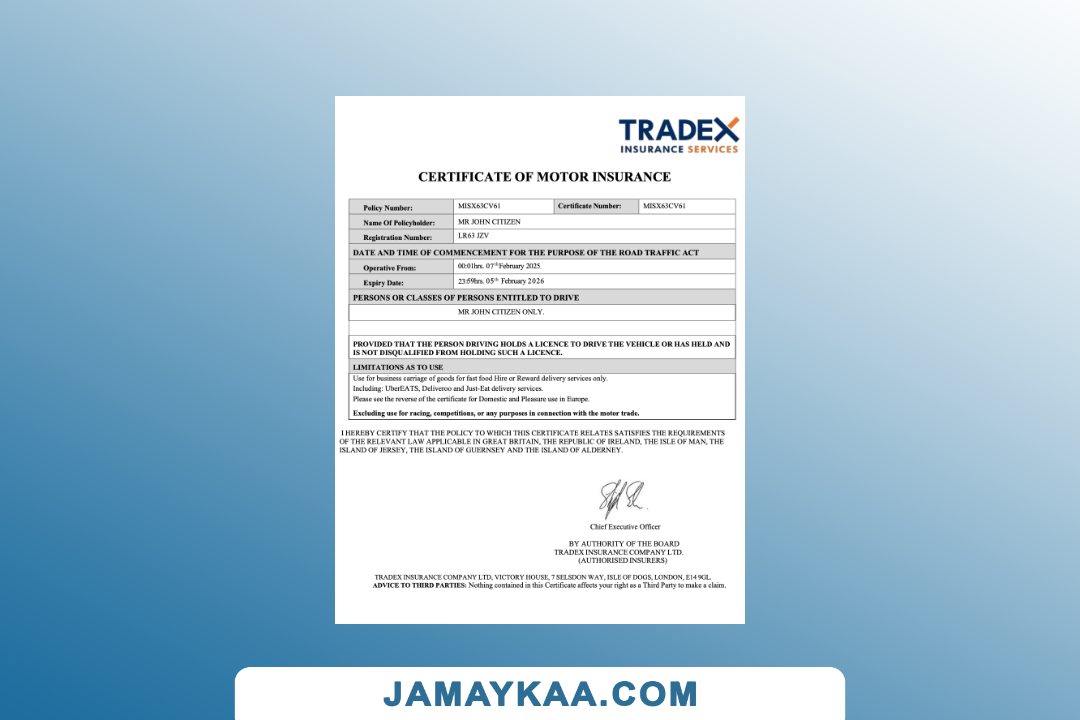 TRADEX
INSURANCE SERVICES
CERTIFICATE OF MOTOR INSURANCE
Policy Number: MISX63CV61 Certificate Number: MISX63CV61
Name Of Policyholder: MR JOHN CITIZEN
Registration Number: LR63 JZV
DATE AND TIME OF COMMENCEMENT FOR THE PURPOSE OF THE ROAD TRAFFIC ACT
Operative From: 00:01hrs. 07th February 2025.
Expiry Date: 23:59hrs. 05th February 2026
PERSONS OR CLASSES OF PERSONS ENTITLED TO DRIVE
MR JOHN CITIZEN ONLY.
PROVIDED THAT THE PERSON DRIVING HOLDS A LICENCE TO DRIVE THE VEHICLE OR HAS HELD AND
IS NOT DISQUALIFIED FROM HOLDING SUCH A LICENCE.
LIMITATIONS AS TO USE
Use for business carriage of goods for fast food Hire or Reward delivery services only.
Including: UberEATS, Deliveroo and Just-Eat delivery services.
Please see the reverse of the certificate for Domestic and Pleasure use in Europe.
Excluding use for racing, competitions, or any purposes in connection with the motor trade.
I HEREBY CERTIFY THAT THE POLICY TO WHICH THIS CERTIFICATE RELATES SATISFIES THE REQUIREMENTS
OF THE RELEVANT LAW APPLICABLE IN GREAT BRITAIN, THE REPUBLIC OF IRELAND, THE ISLE OF MAN, THE
ISLAND OF JERSEY, THE ISLAND OF GUERNSEY AND THE ISLAND OF ALDERNEY.
Chief Executive Officer
BY AUTHORITY OF THE BOARD
TRADEX INSURANCE COMPANY LTD.
(AUTHORISED INSURERS)
TRADEX INSURANCE COMPANY LTD, VICTORY HOUSE, 7 SELSDON WAY, ISLE OF DOGS, LONDON, E14 9GL.
ADVICE TO THIRD PARTIES: Nothing contained in this Certificate affects your right as a Third Party to make a claim.
JAMAYKAA.COM